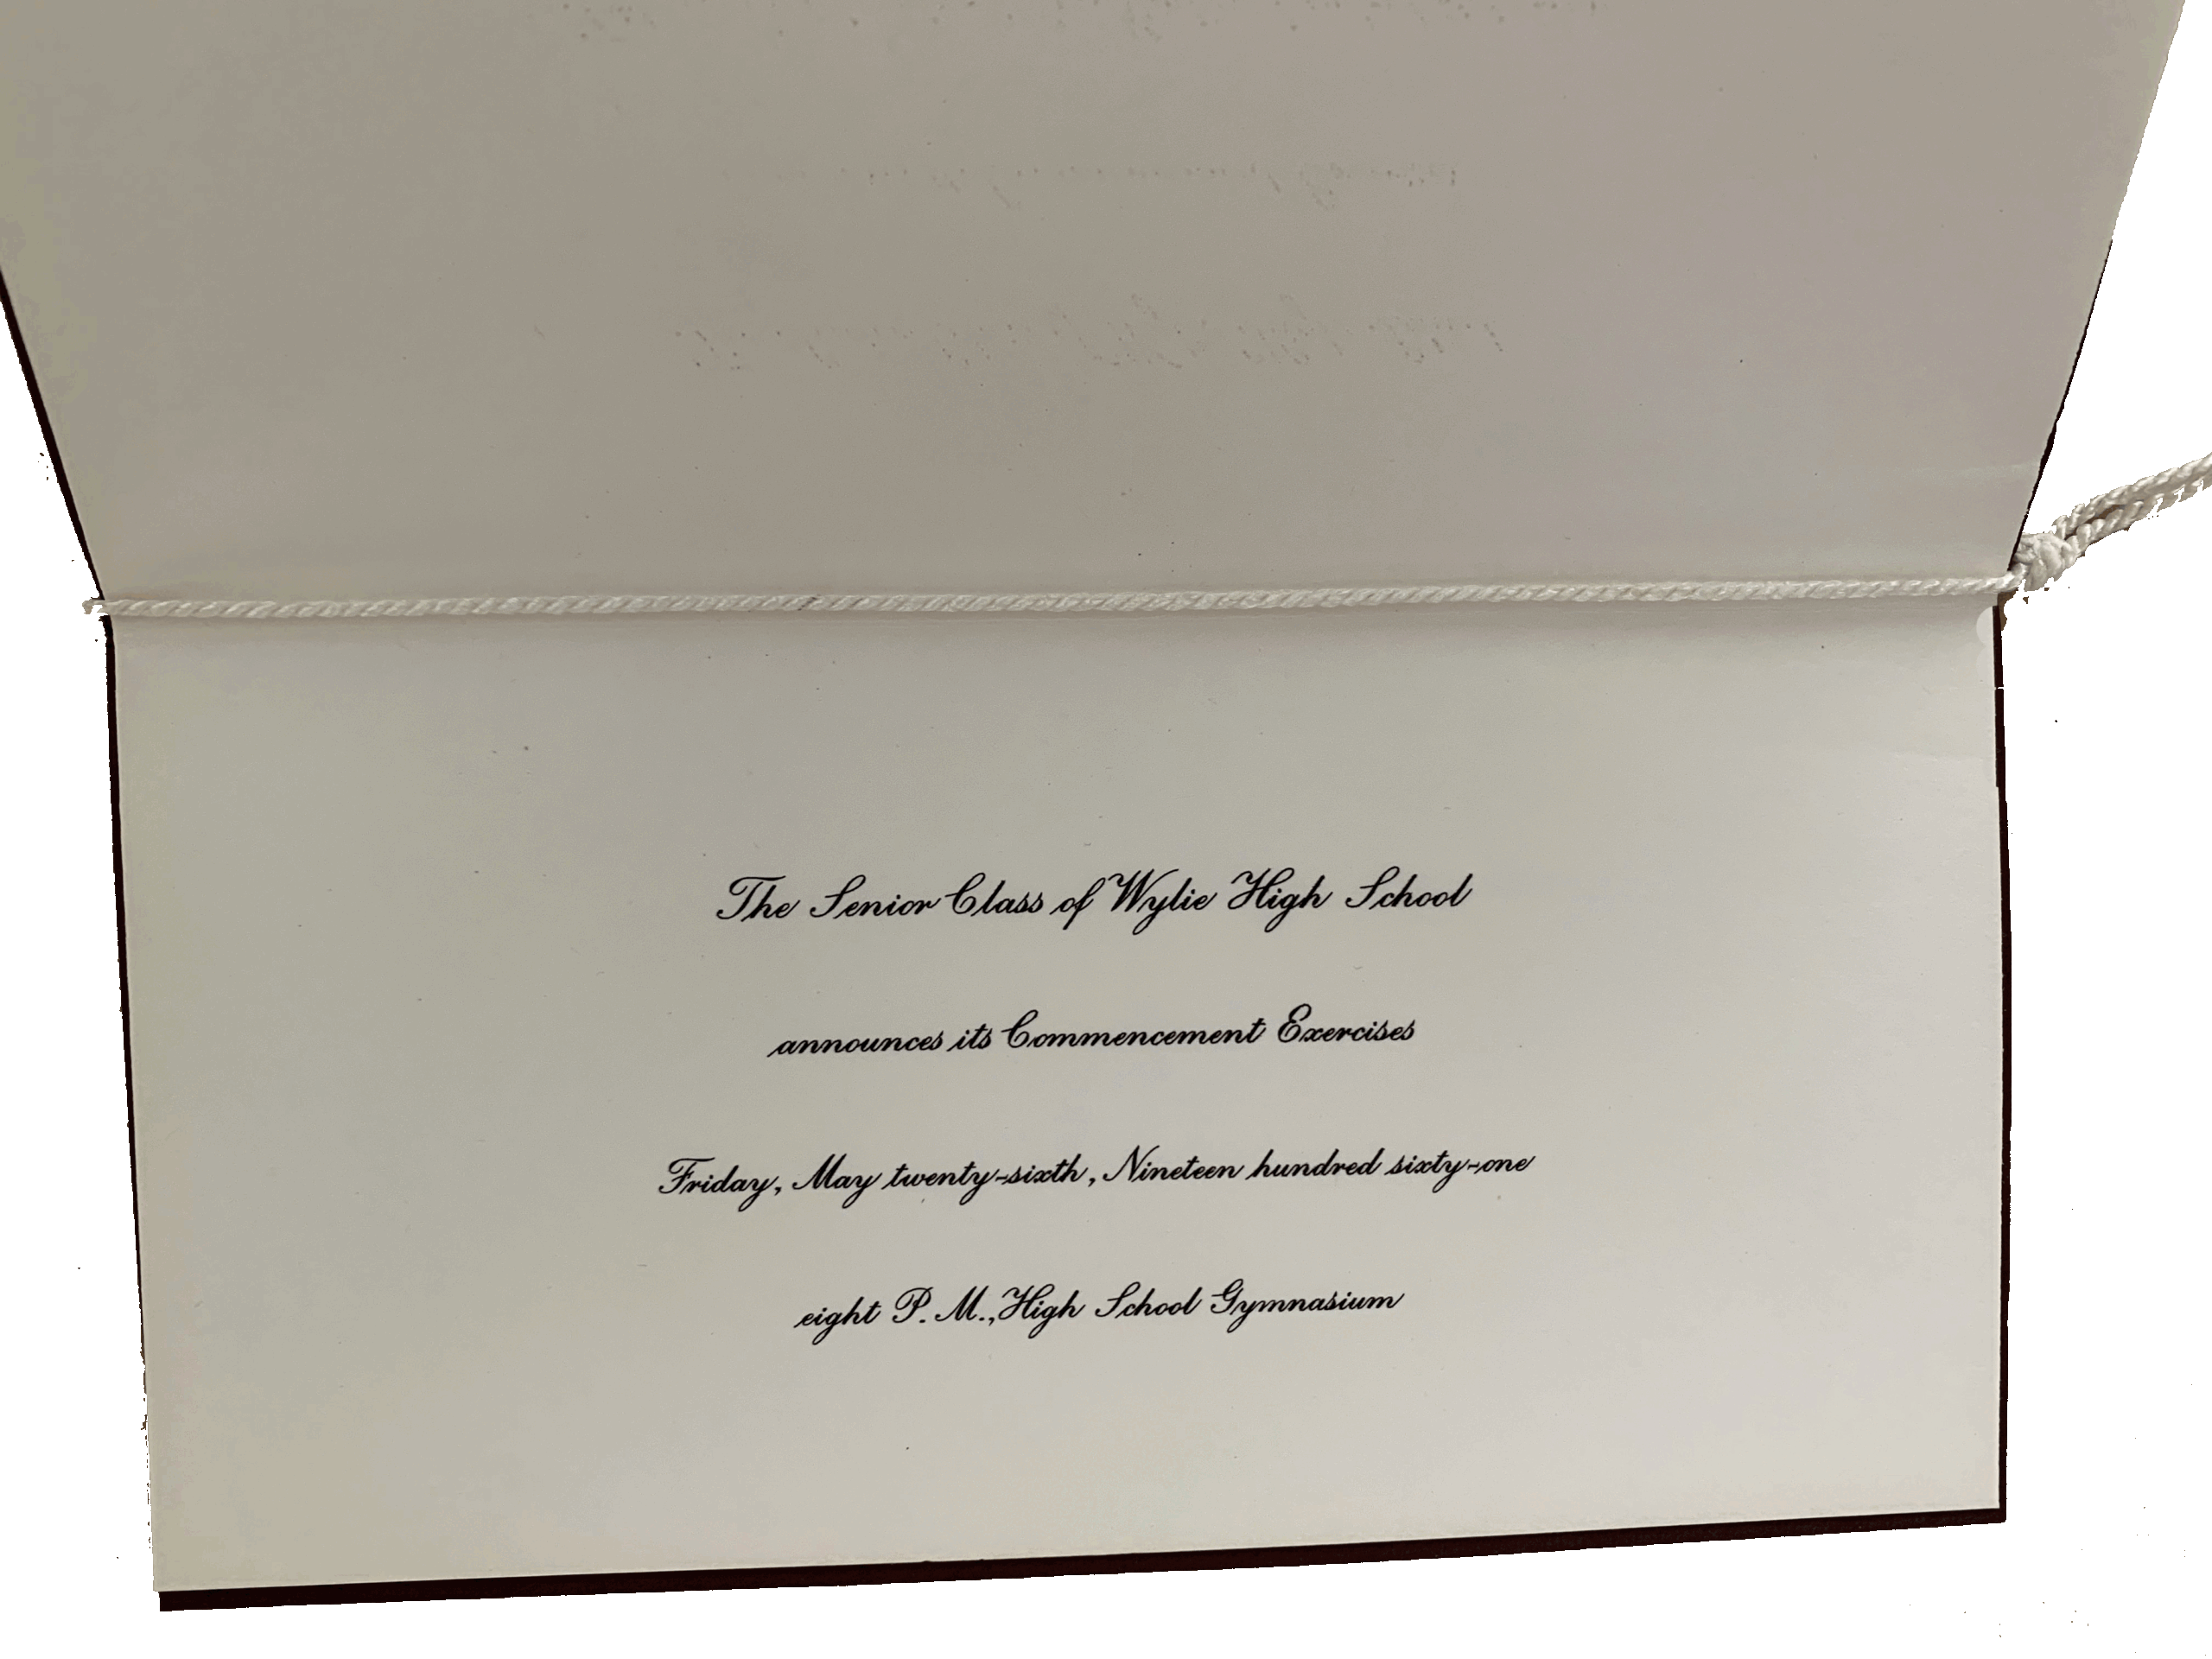 The Senior Class of Wylie High School
announces its Commencement Exercises
Friday, May twenty-sixth, Nineteen hundred sixty-one
eight P. M., High School Gymnasium